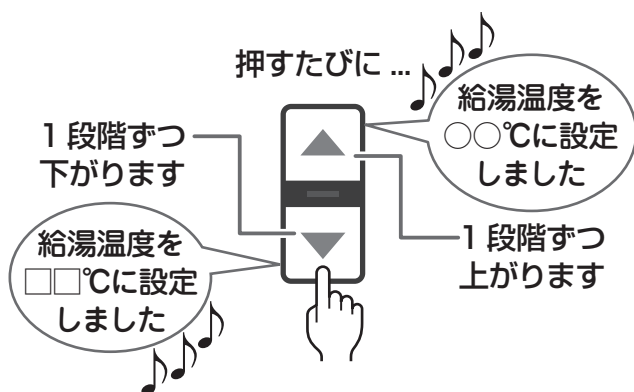 押すたびに ...
給湯温度を
○○℃に設定
しました
1 段階ずつ
下がります
1 段階ずつ
上がります
給湯温度を
□□℃に設定
しました